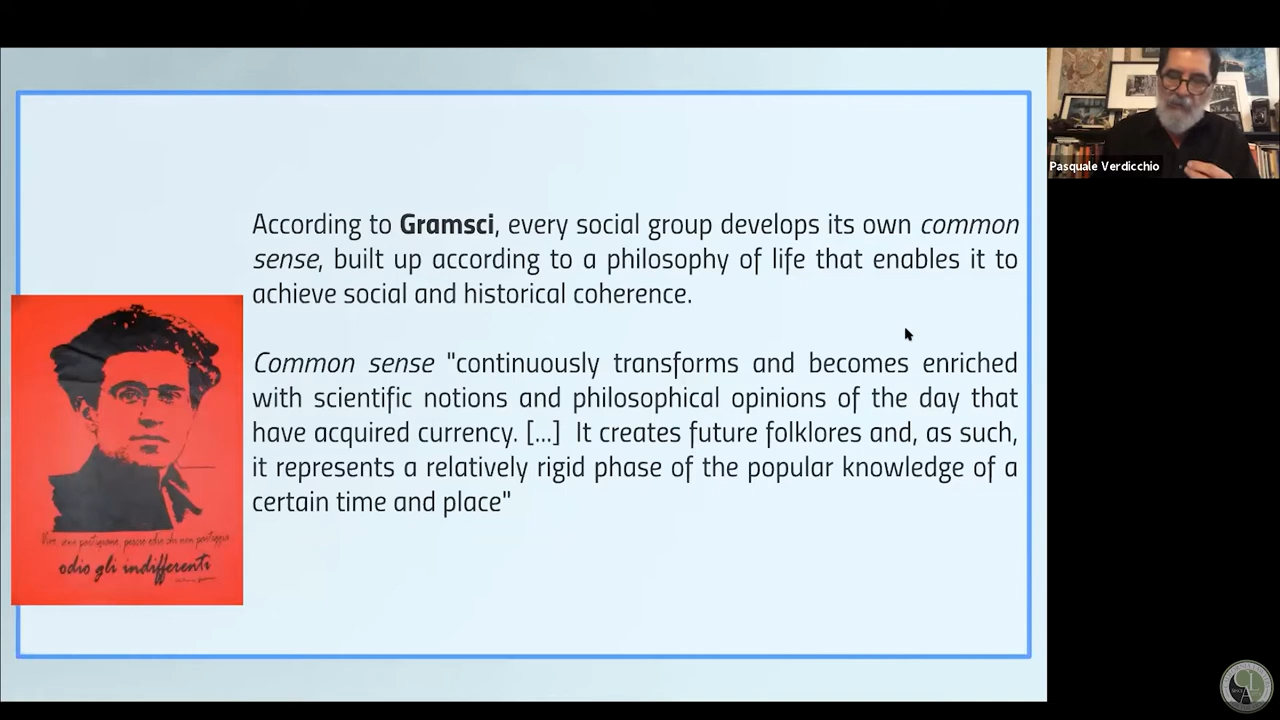 According to Gramsci, every social group develops its own common
sense, built up according to a philosophy of life that enables it to
achieve social and historical coherence.
Common sense "continuously transforms and becomes enriched
with scientific notions and philosophical opinions of the day that
have acquired currency. [...] It creates future folklores and, as such,
it represents a relatively rigid phase of the popular knowledge of a
certain time and place"
odio gli indifferenti
Pasquale Verdicchio